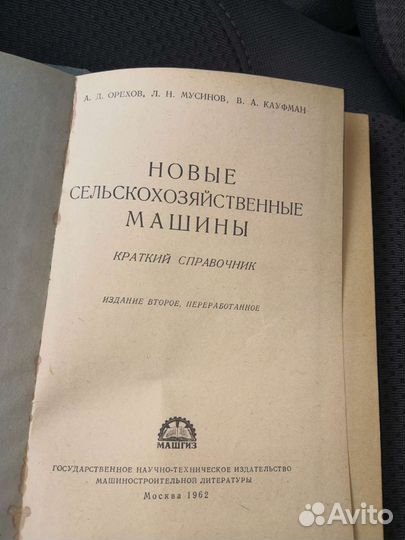 А. Д. ОРЕХОВ, Л. Н. МУСИНОВ, В. А. КАУФМАН
НОВЫЕ
СЕЛЬСКОХОЗЯЙСТВЕННЫЕ
МАШИНЫ
КРАТКИЙ СПРАВОЧНИК
ИЗДАНИЕ ВТОРОЕ, ПЕРЕРАБОТАННОЕ
МАШГИЗ
ГОСУДАРСТВЕННОЕ НАУЧНО-ТЕХНИЧЕСКОЕ ИЗДАТЕЛЬСТВО
МАШИНОСТРОИТЕЛЬНОЙ ЛИТЕРАТУРЫ
Москва 1962
Avito